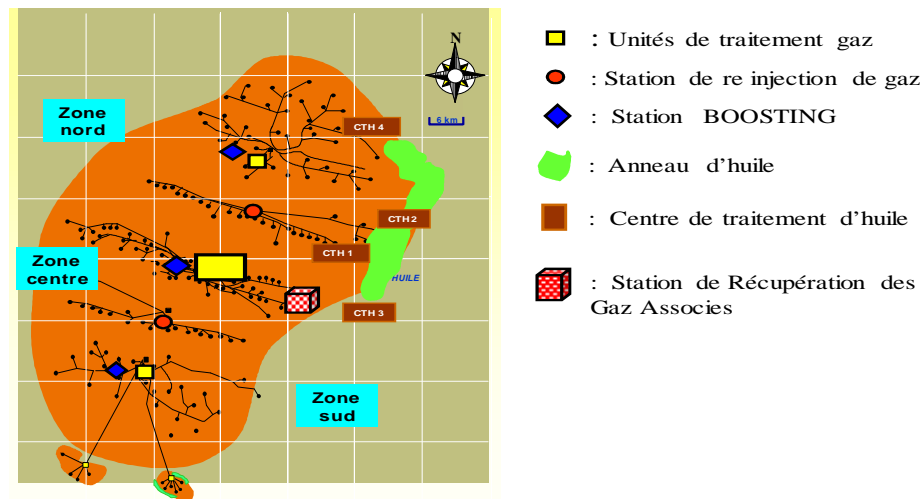 N
Zone
nord
CTH 4
6 km
CTH 2
CTH 1
Zone
centre
HUILE
CTH 3
Zone
sud
: Unités de traitement gaz
: Station de re injection de gaz
: Station BOOSTING
: Anneau d’huile
: Centre de traitement d’huile
: Station de Récupération des
Gaz Associes